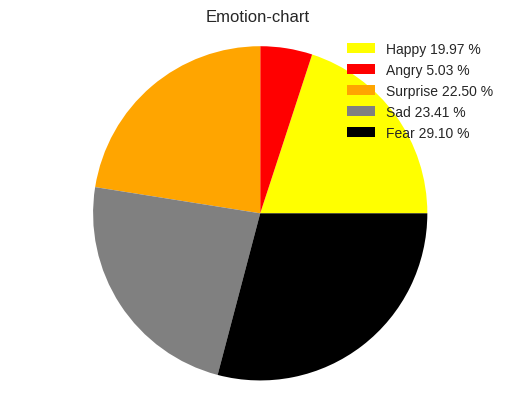 Emotion-chart
Happy 19.97 %
Angry 5.03 %
Surprise 22.50 %
Sad 23.41 %
Fear 29.10 %